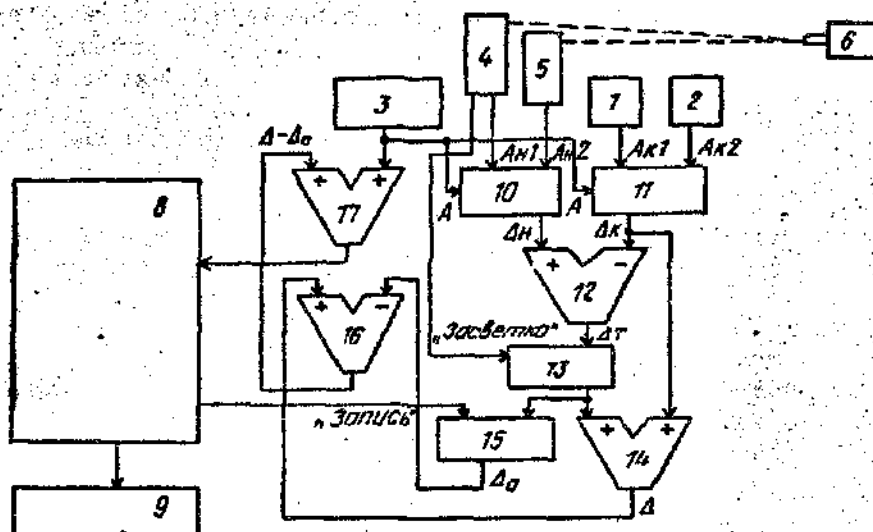 4
5
6
3
1
2
Δ-Δо
Ан1
Ан2
Ак1
Ак2
8
+ +
17
А
10
А
11
Δн
Δк
+ -
12
+ -
16
„Засветка"
Δт
13
„Запись"
15
+ +
14
Δо
Δ
9